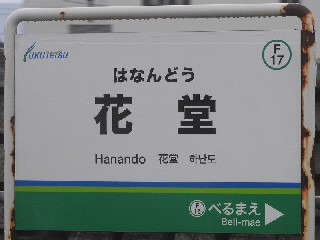 FUKUTETSU
F
17
はなんどう
花堂
Hanando 花堂 하난도
べるまえ
Bell-mae